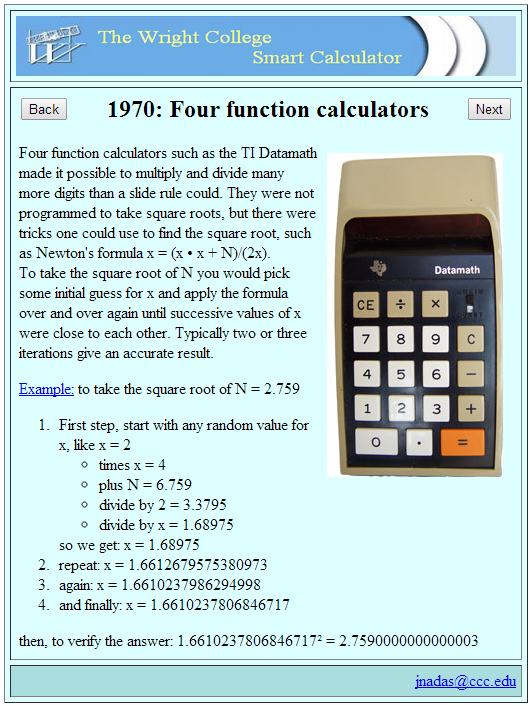 The Wright College
Smart Calculator
Back
1970: Four function calculators
Next
Four function calculators such as the TI Datamath
made it possible to multiply and divide many
more digits than a slide rule could. They were not
programmed to take square roots, but there were
tricks one could use to find the square root, such
as Newton's formula x = (x • x + N)/(2x).
To take the square root of N you would pick
some initial guess for x and apply the formula
over and over again until successive values of x
were close to each other. Typically two or three
iterations give an accurate result.
Datamath
CE ÷ ×
7 8 9 C
4 5 6 −
1 2 3 +
0 . =
Example: to take the square root of N = 2.759
1. First step, start with any random value for
x, like x = 2
times x = 4
plus N = 6.759
divide by 2 = 3.3795
divide by x = 1.68975
so we get: x = 1.68975
2. repeat: x = 1.6612679575380973
3. again: x = 1.6610237986294998
4. and finally: x = 1.6610237806846717
then, to verify the answer: 1.6610237806846717² = 2.7590000000000003
jnadas@ccc.edu